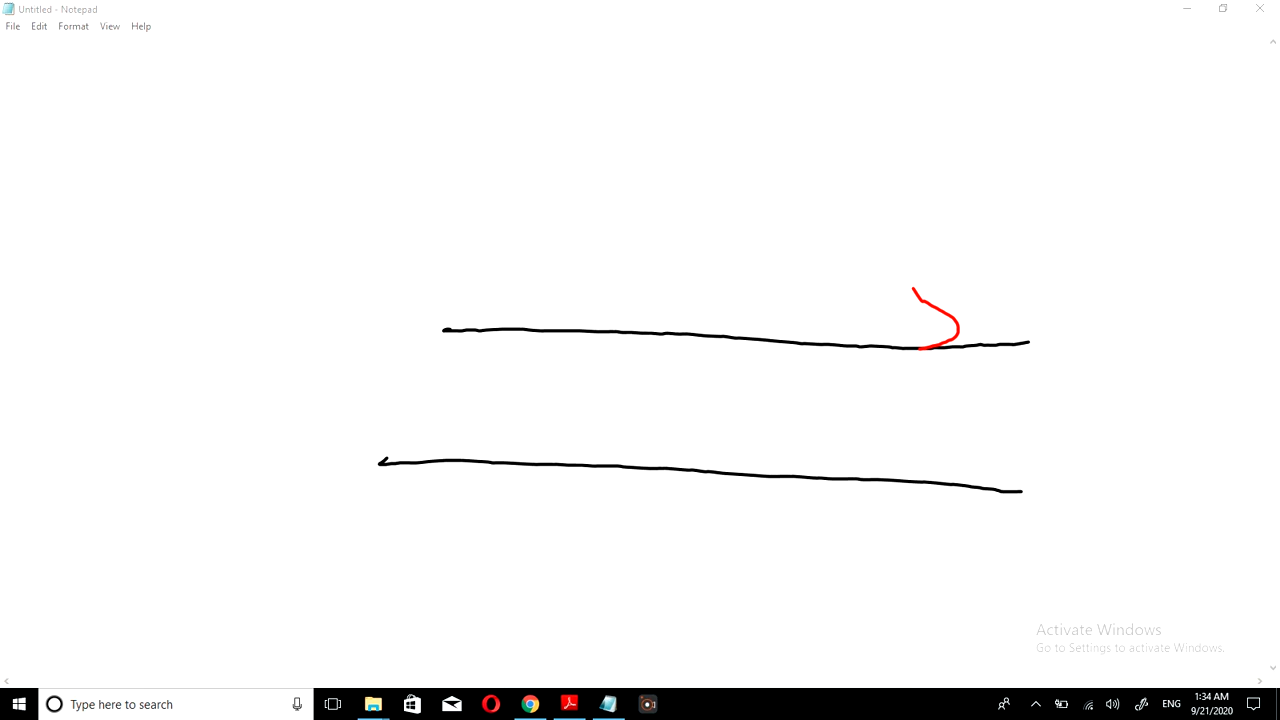 Untitled - Notepad
File Edit Format View Help
Activate Windows
Go to Settings to activate Windows.
Type here to search
ENG
1:34 AM
9/21/2020